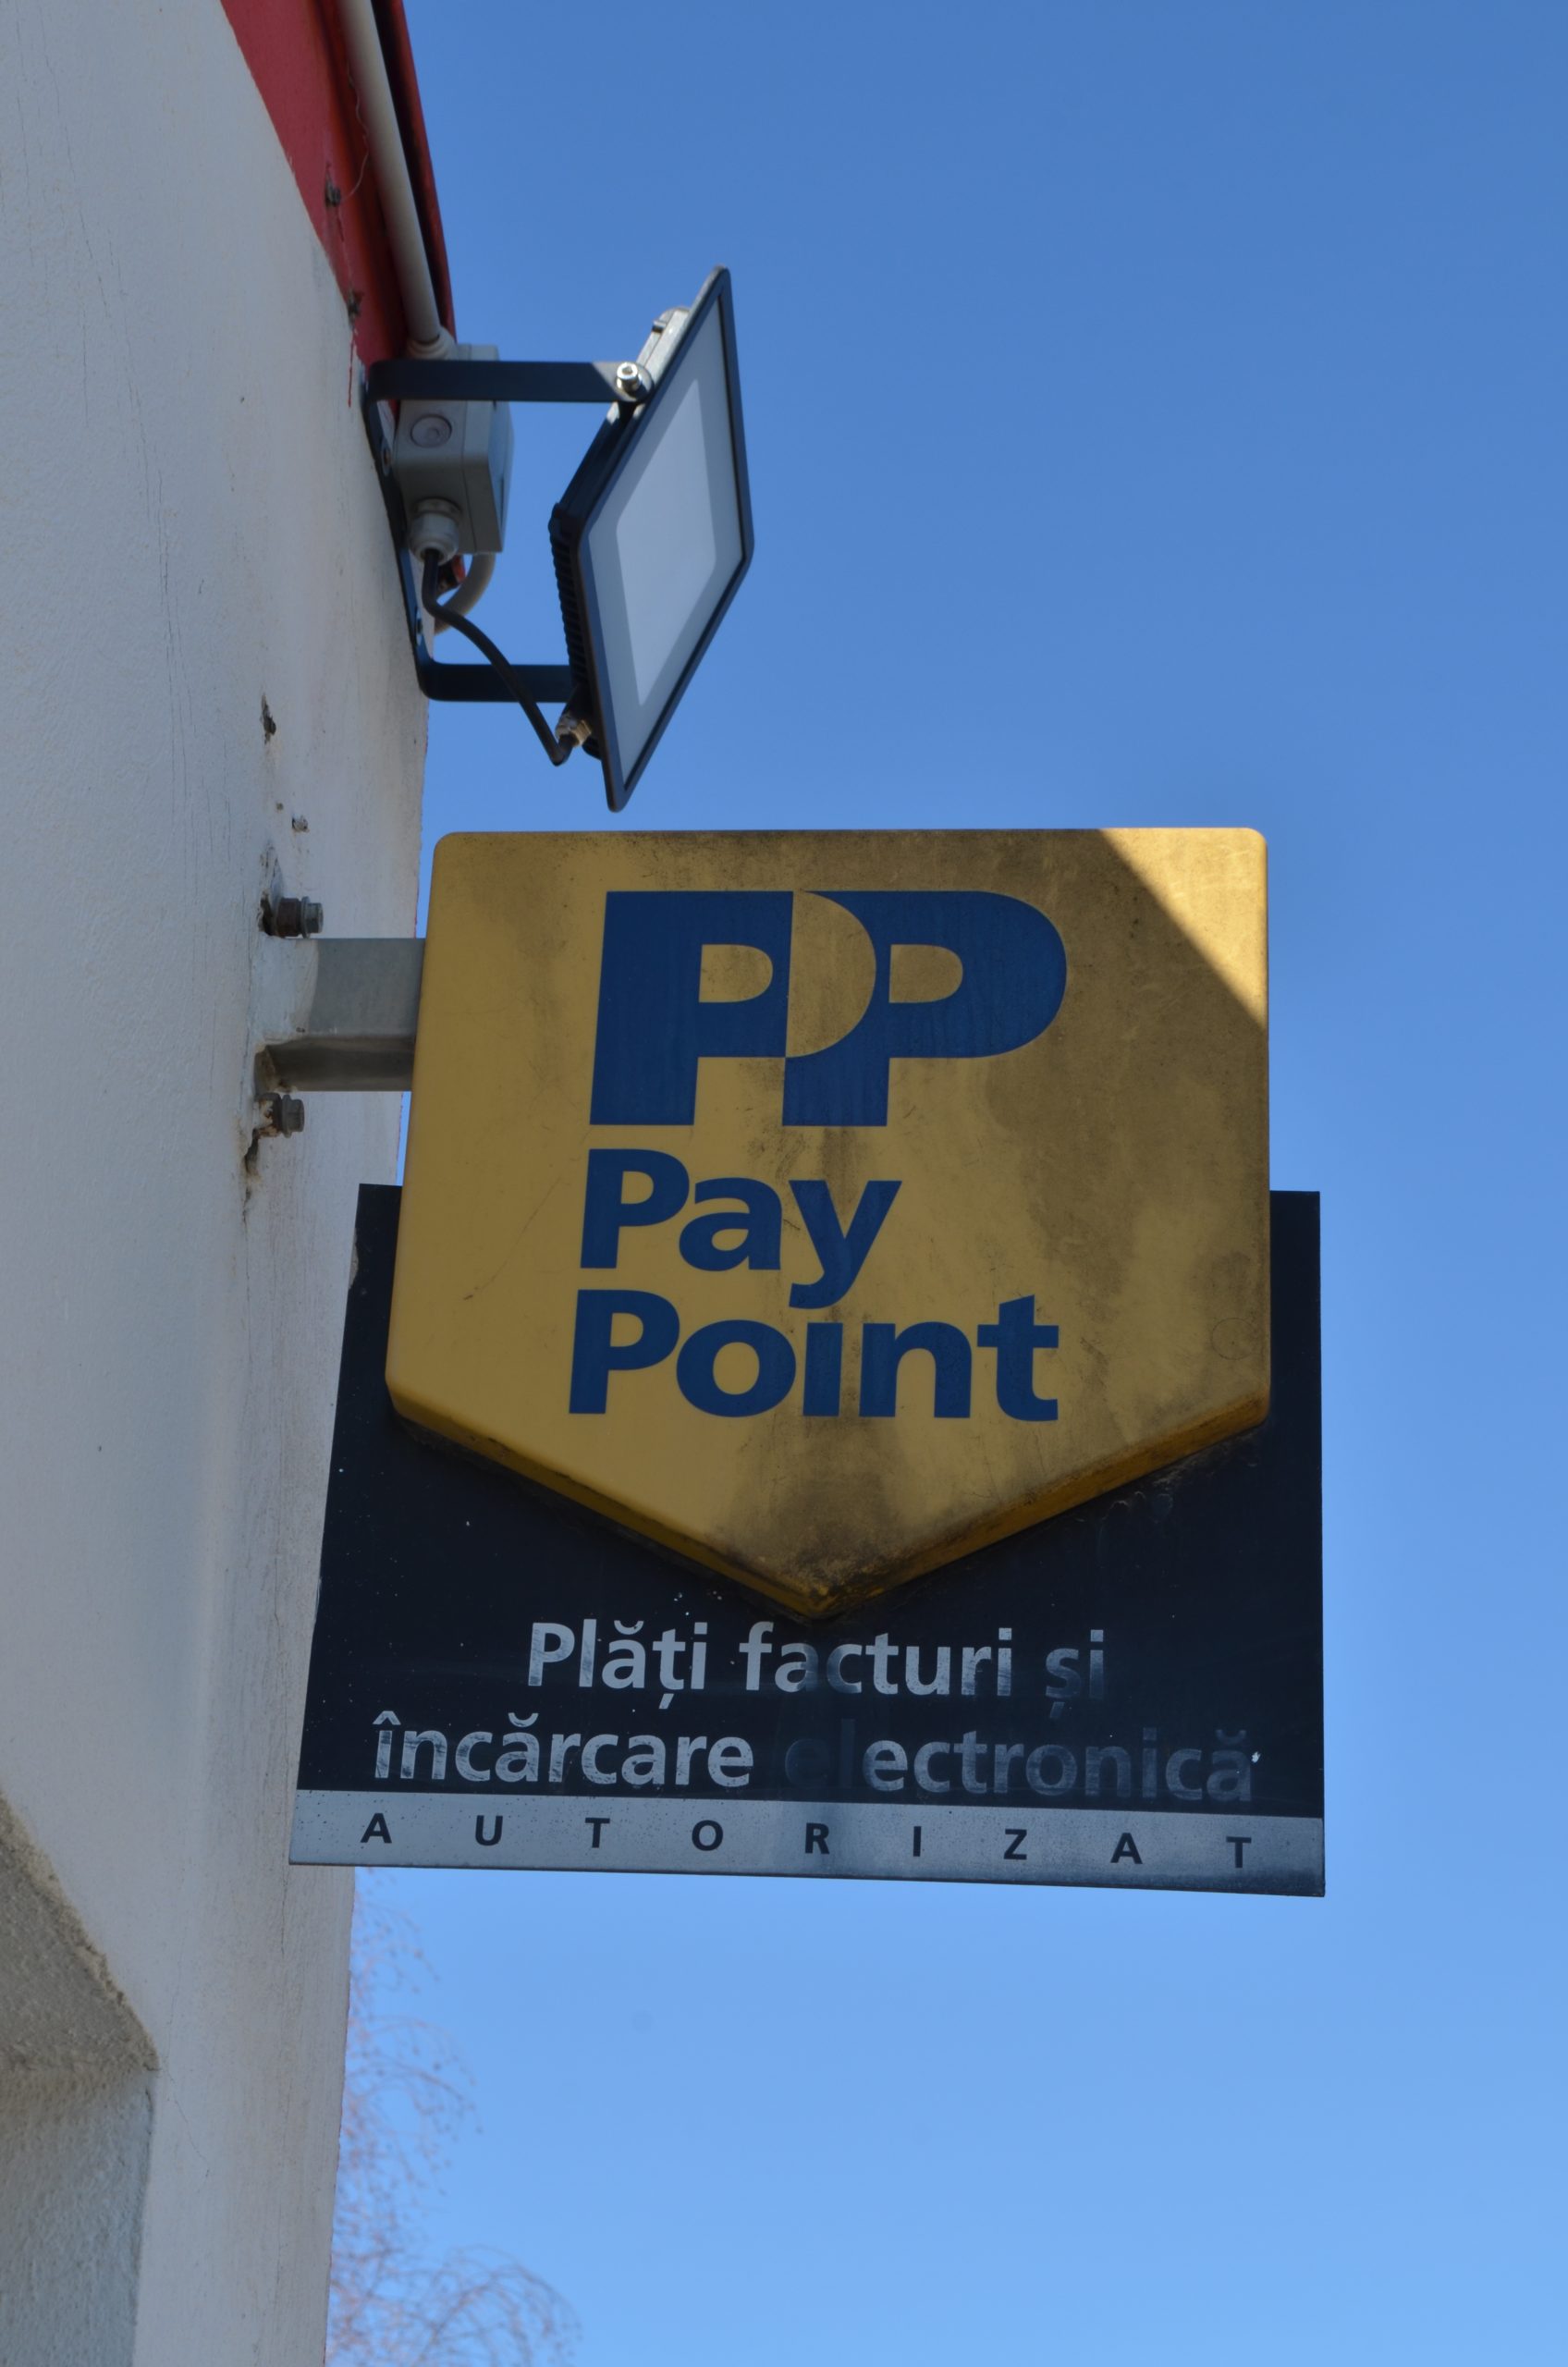 PP
Pay
Point
Plăți facturi și
încărcare electronică
AUTORIZAT